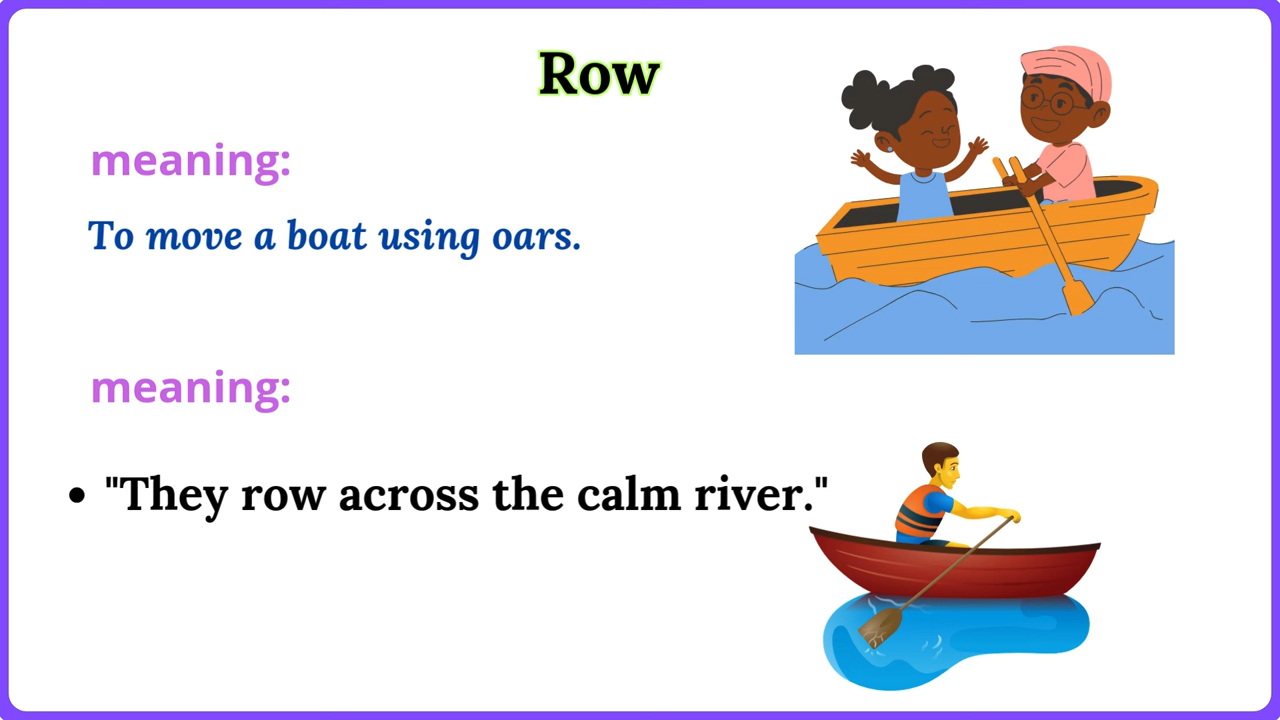 Row
meaning:
To move a boat using oars.
meaning:
• "They row across the calm river."